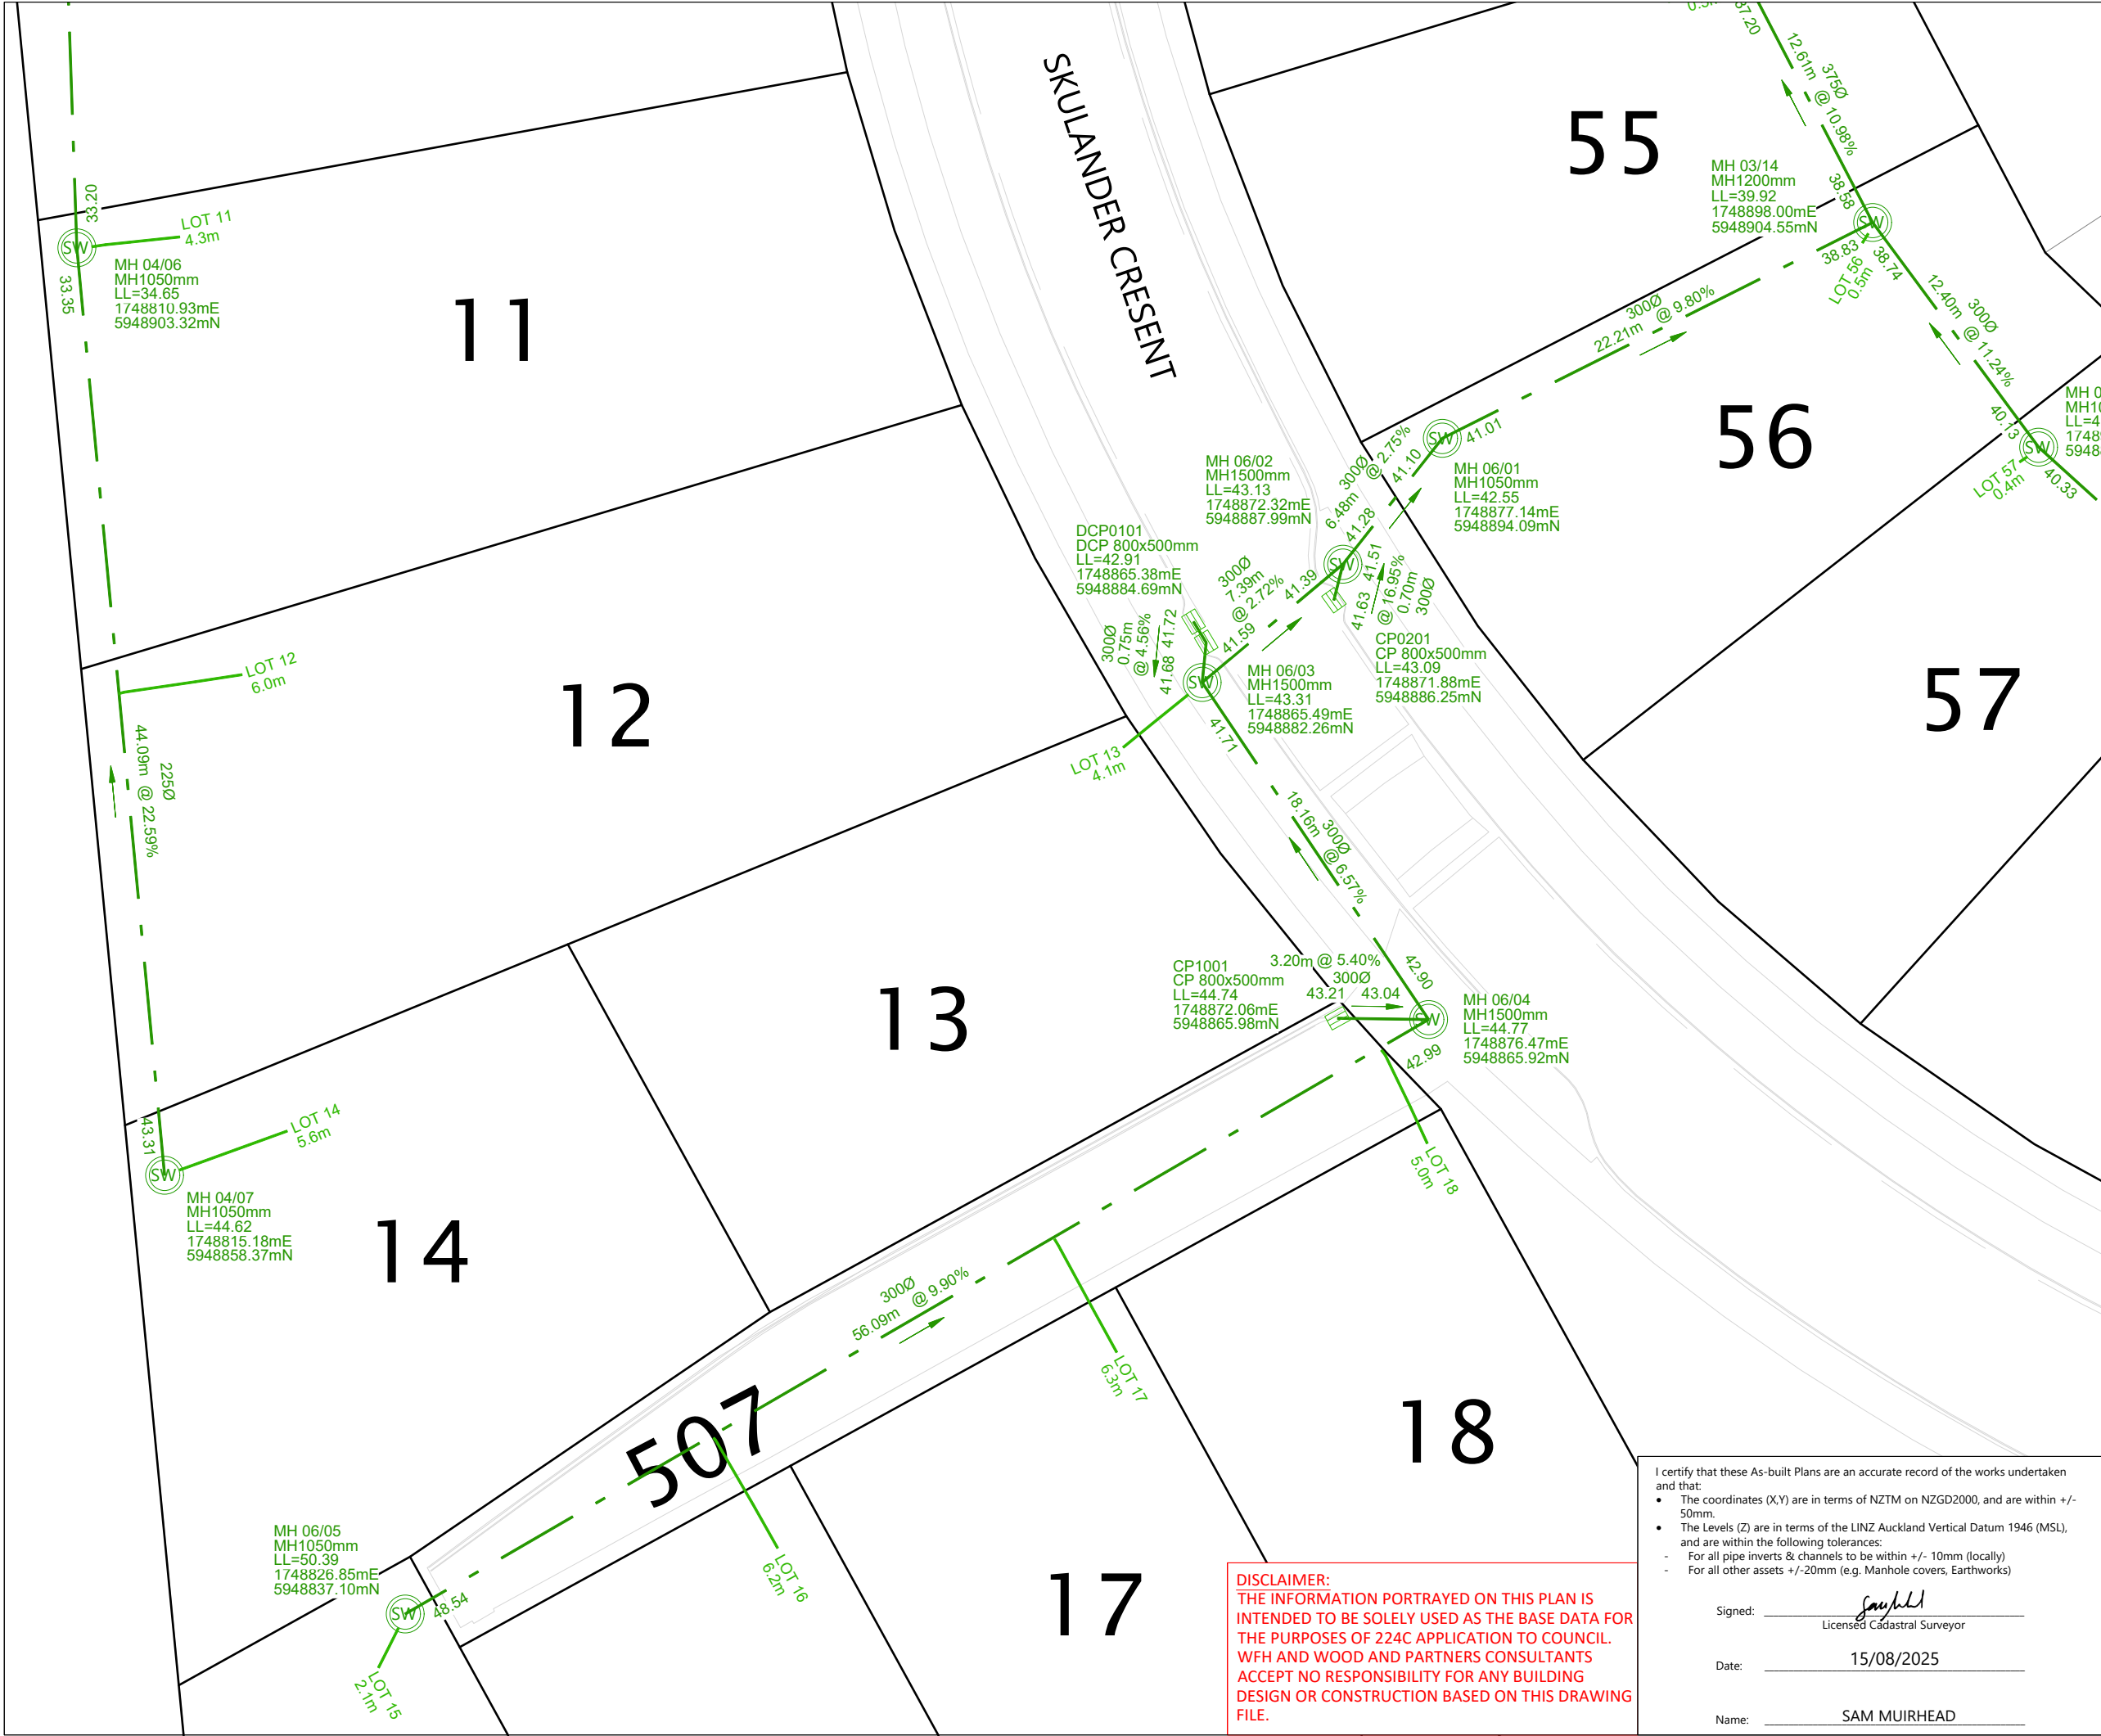 SKULANDER CRESENT
11
12
13
14
17
18
55
56
57
507
33.20
LOT 11
4.3m
MH 04/06
MH1050mm
LL=34.65
1748810.93mE
5948903.32mN
33.35
LOT 12
6.0m
225Ø
44.09m @ 22.59%
43.31
LOT 14
5.6m
MH 04/07
MH1050mm
LL=44.62
1748815.18mE
5948858.37mN
37.20
375Ø
12.61m @ 10.98%
38.58
MH 03/14
MH1200mm
LL=39.92
1748898.00mE
5948904.55mN
38.83
LOT 56
0.5m
38.74
300Ø
12.40m @ 11.24%
40.13
LOT 57
0.4m
40.33
300Ø
22.21m @ 9.80%
41.01
MH 06/01
MH1050mm
LL=42.55
1748877.14mE
5948894.09mN
41.10
300Ø
6.48m @ 2.75%
41.28
MH 06/02
MH1500mm
LL=43.13
1748872.32mE
5948887.99mN
DCP0101
DCP 800x500mm
LL=42.91
1748865.38mE
5948884.69mN
300Ø
7.39m
@ 2.72%
41.39
41.59
300Ø
0.75m
@ 4.56%
41.68 41.72
41.63 41.51
@ 16.95%
0.70m
300Ø
CP0201
CP 800x500mm
LL=43.09
1748871.88mE
5948886.25mN
MH 06/03
MH1500mm
LL=43.31
1748865.49mE
5948882.26mN
LOT 13
4.1m
41.71
300Ø
18.16m @ 6.57%
42.90
CP1001
CP 800x500mm
LL=44.74
1748872.06mE
5948865.98mN
3.20m @ 5.40%
300Ø
43.21 43.04
MH 06/04
MH1500mm
LL=44.77
1748876.47mE
5948865.92mN
42.99
LOT 18
5.0m
300Ø
56.09m @ 9.90%
LOT 17
6.3m
LOT 16
6.2m
MH 06/05
MH1050mm
LL=50.39
1748826.85mE
5948837.10mN
48.54
LOT 15
2.1m
DISCLAIMER:
THE INFORMATION PORTRAYED ON THIS PLAN IS
INTENDED TO BE SOLELY USED AS THE BASE DATA FOR
THE PURPOSES OF 224C APPLICATION TO COUNCIL.
WFH AND WOOD AND PARTNERS CONSULTANTS
ACCEPT NO RESPONSIBILITY FOR ANY BUILDING
DESIGN OR CONSTRUCTION BASED ON THIS DRAWING
FILE.
I certify that these As-built Plans are an accurate record of the works undertaken
and that:
• The coordinates (X,Y) are in terms of NZTM on NZGD2000, and are within +/-
50mm.
• The Levels (Z) are in terms of the LINZ Auckland Vertical Datum 1946 (MSL),
and are within the following tolerances:
- For all pipe inverts & channels to be within +/- 10mm (locally)
- For all other assets +/-20mm (e.g. Manhole covers, Earthworks)
Signed:
Licensed Cadastral Surveyor
Date: 15/08/2025
Name: SAM MUIRHEAD
SW
SW
SW
SW
SW
SW
SW
SW
SW